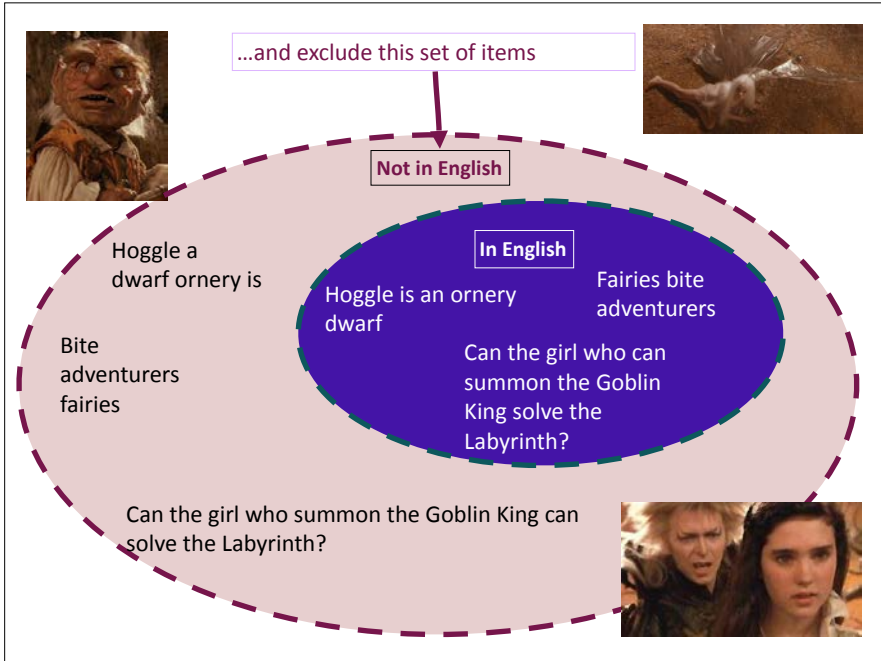 …and exclude this set of items
Not in English
In English
Hoggle a
dwarf ornery is
Hoggle is an ornery
dwarf
Fairies bite
adventurers
Bite
adventurers
fairies
Can the girl who can
summon the Goblin
King solve the
Labyrinth?
Can the girl who summon the Goblin King can
solve the Labyrinth?